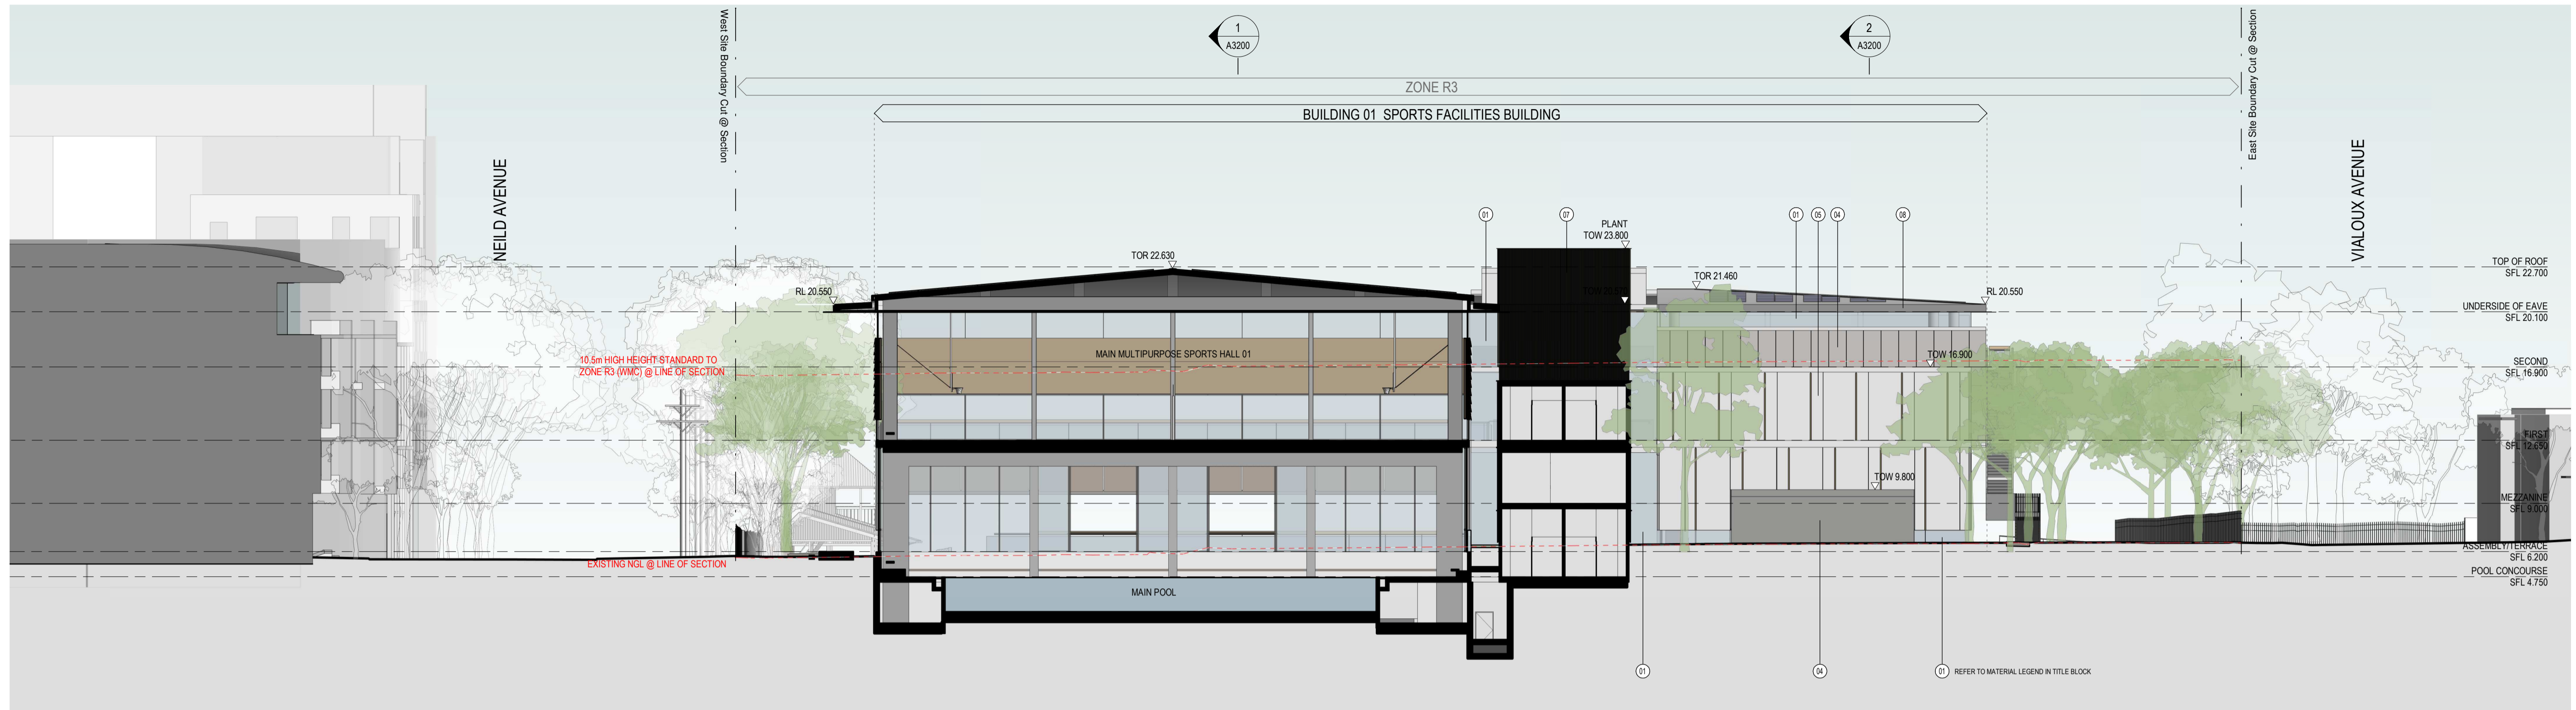 West Site Boundary Cut @ Section
1
A3200
2
A3200
East Site Boundary Cut @ Section
ZONE R3
BUILDING 01 SPORTS FACILITIES BUILDING
NEILD AVENUE
VIALOUX AVENUE
01
07
01
05
04
08
PLANT
TOW 23.800
TOR 22.630
TOR 21.460
RL 20.550
RL 20.550
TOP OF ROOF
SFL 22.700
UNDERSIDE OF EAVE
SFL 20.100
10.5m HIGH HEIGHT STANDARD TO
ZONE R3 (WMC) @ LINE OF SECTION
MAIN MULTIPURPOSE SPORTS HALL 01
TOW 16.900
SECOND
SFL 16.900
FIRST
SFL 12.650
TOW 9.800
MEZZANINE
SFL 9.000
EXISTING NGL @ LINE OF SECTION
ASSEMBLY/TERRACE
SFL 6.200
POOL CONCOURSE
SFL 4.750
MAIN POOL
01
04
01
REFER TO MATERIAL LEGEND IN TITLE BLOCK